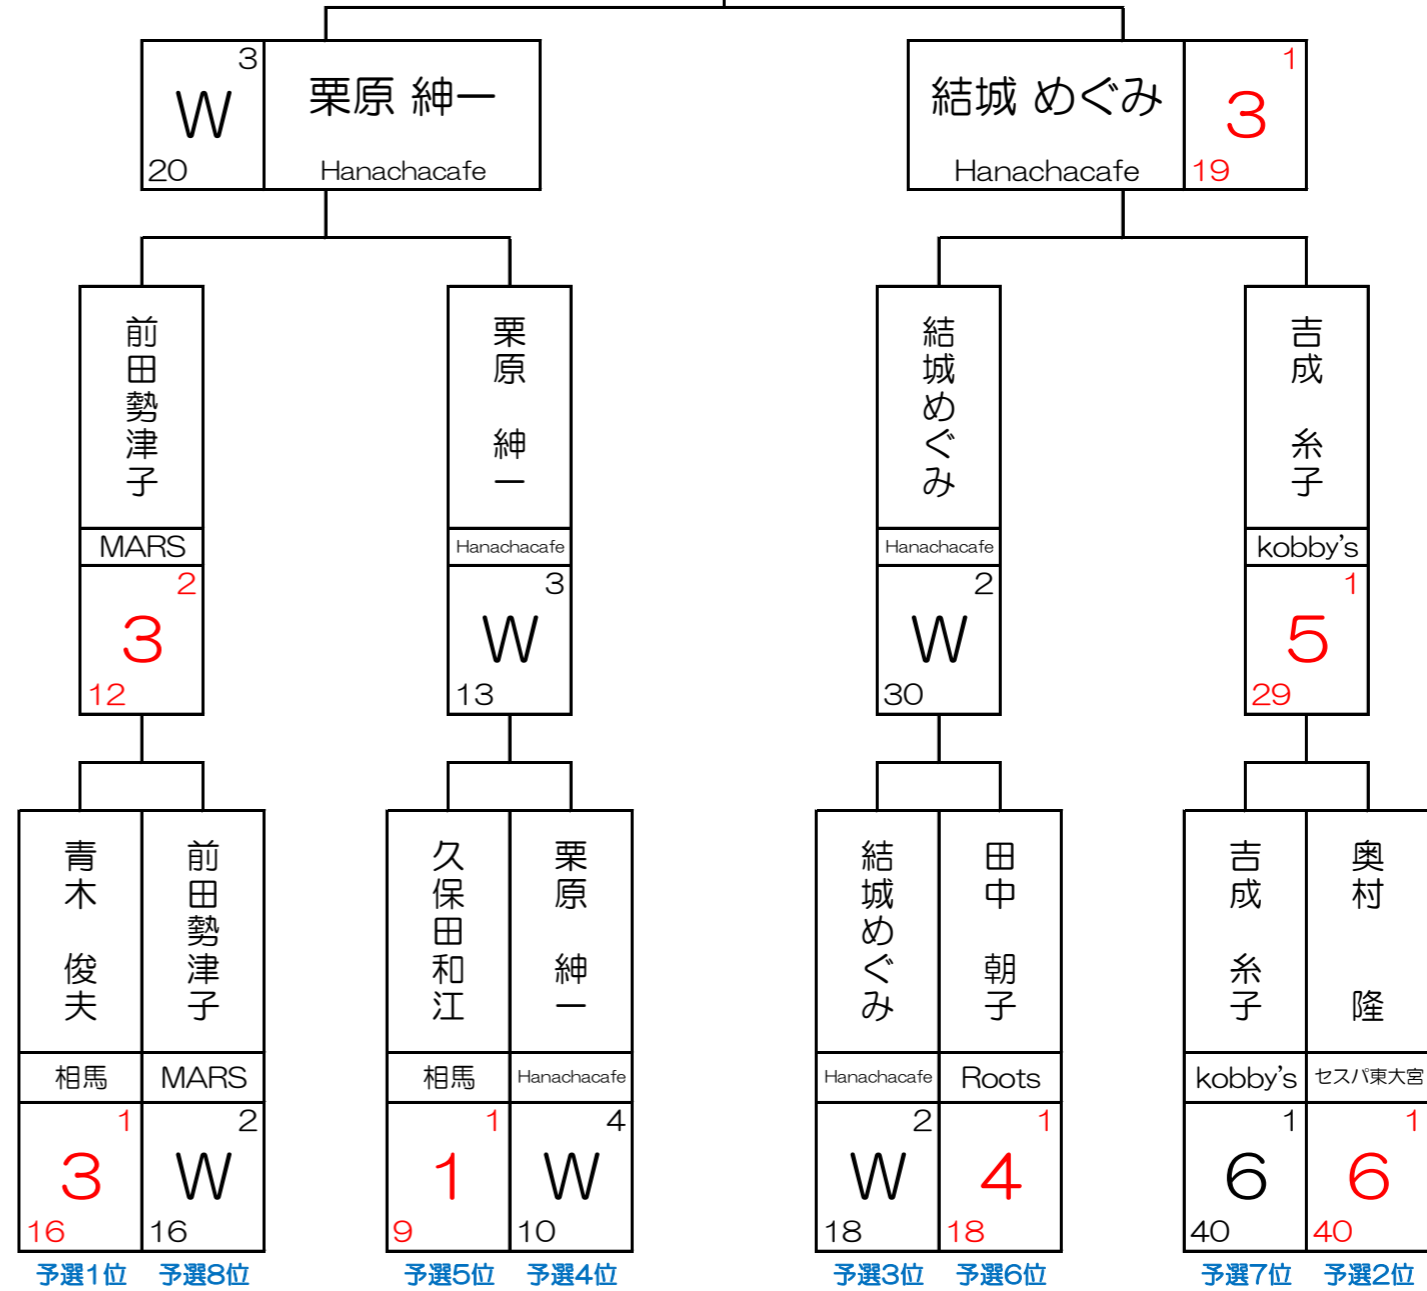 3
W
20
栗原 紳一
Hanachacafe
結城 めぐみ
Hanachacafe
1
3
19
前田勢津子
MARS
2
3
12
栗原 紳一
Hanachacafe
3
W
13
結城めぐみ
Hanachacafe
2
W
30
吉成 糸子
kobby's
1
5
29
青木 俊夫
相馬
1
3
16
予選1位
前田勢津子
MARS
2
W
16
予選8位
久保田和江
相馬
1
1
9
予選5位
栗原 紳一
Hanachacafe
4
W
10
予選4位
結城めぐみ
Hanachacafe
2
W
18
予選3位
田中 朝子
Roots
1
4
18
予選6位
吉成 糸子
kobby's
1
6
40
予選7位
奥村 隆
セスパ東大宮
1
6
40
予選2位